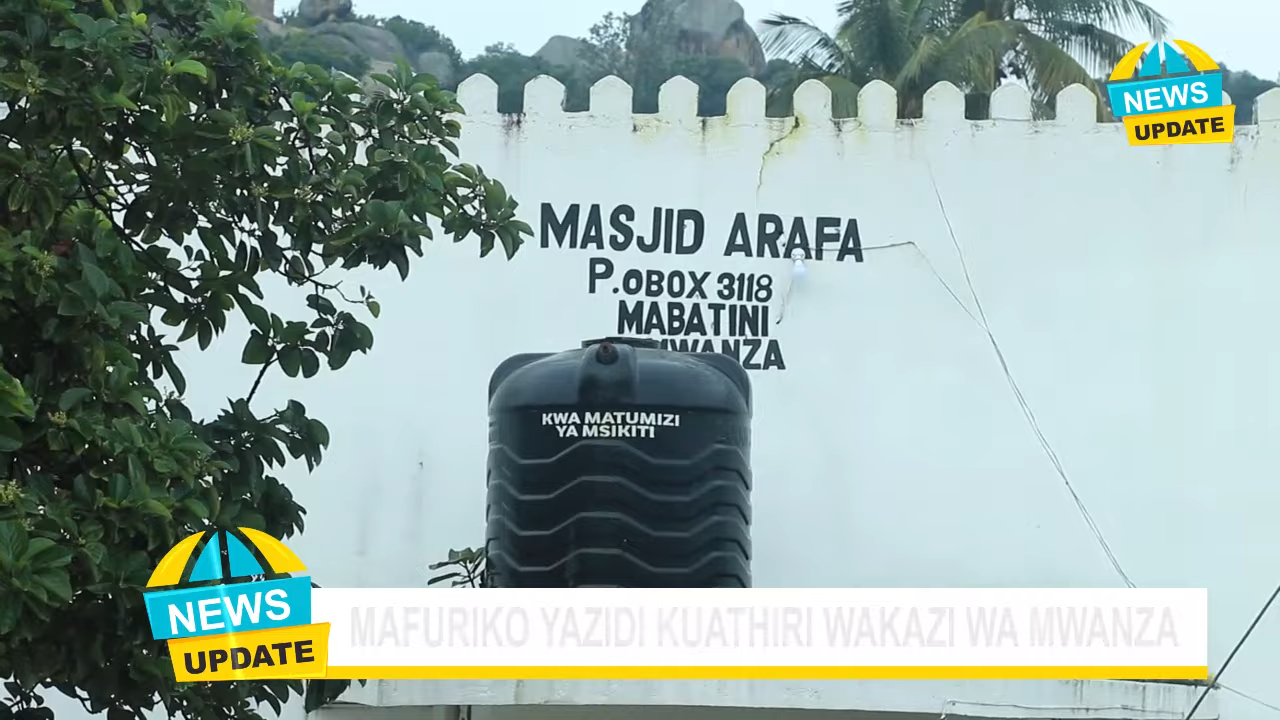 NEWS
UPDATE
MASJID ARAFA
P.OBOX 3118
MABATINI
MWANZA
KWA MATUMIZI
YA MSIKITI
NEWS
UPDATE
MAFURIKO YAZIDI KUATHIRI WAKAZI WA MWANZA